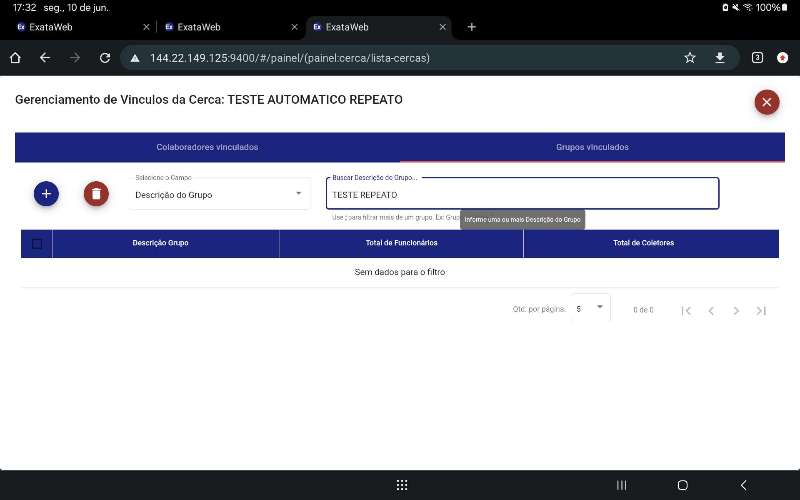 17:32 seg., 10 de jun. 100%
Ex ExataWeb
Ex ExataWeb
Ex ExataWeb
144.22.149.125:9400/#/painel/(painel:cerca/lista-cercas)
3
Gerenciamento de Vinculos da Cerca: TESTE AUTOMATICO REPEATO
Colaboradores vinculados
Grupos vinculados
Selecione o Campo
Descrição do Grupo
Buscar Descrição do Grupo...
TESTE REPEATO
Use ; para filtrar mais de um grupo. Ex: Grup
Informe uma ou mais Descrição do Grupo
Descrição Grupo
Total de Funcionários
Total de Coletores
Sem dados para o filtro
Qtd. por página: 5 0 de 0